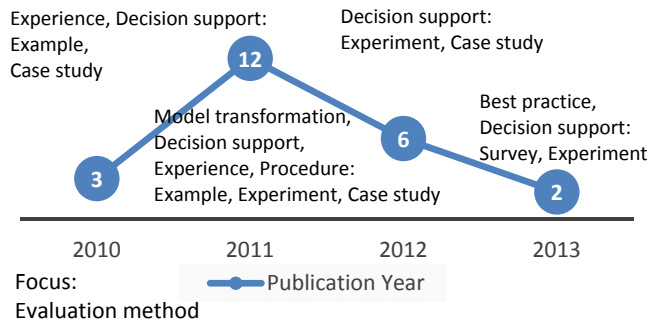 Experience, Decision support:
Example,
Case study
Decision support:
Experiment, Case study
12
Model transformation,
Decision support,
Experience, Procedure:
Example, Experiment, Case study
Best practice,
Decision support:
Survey, Experiment
3
6
2
2010
2011
2012
2013
Focus:
Evaluation method
Publication Year